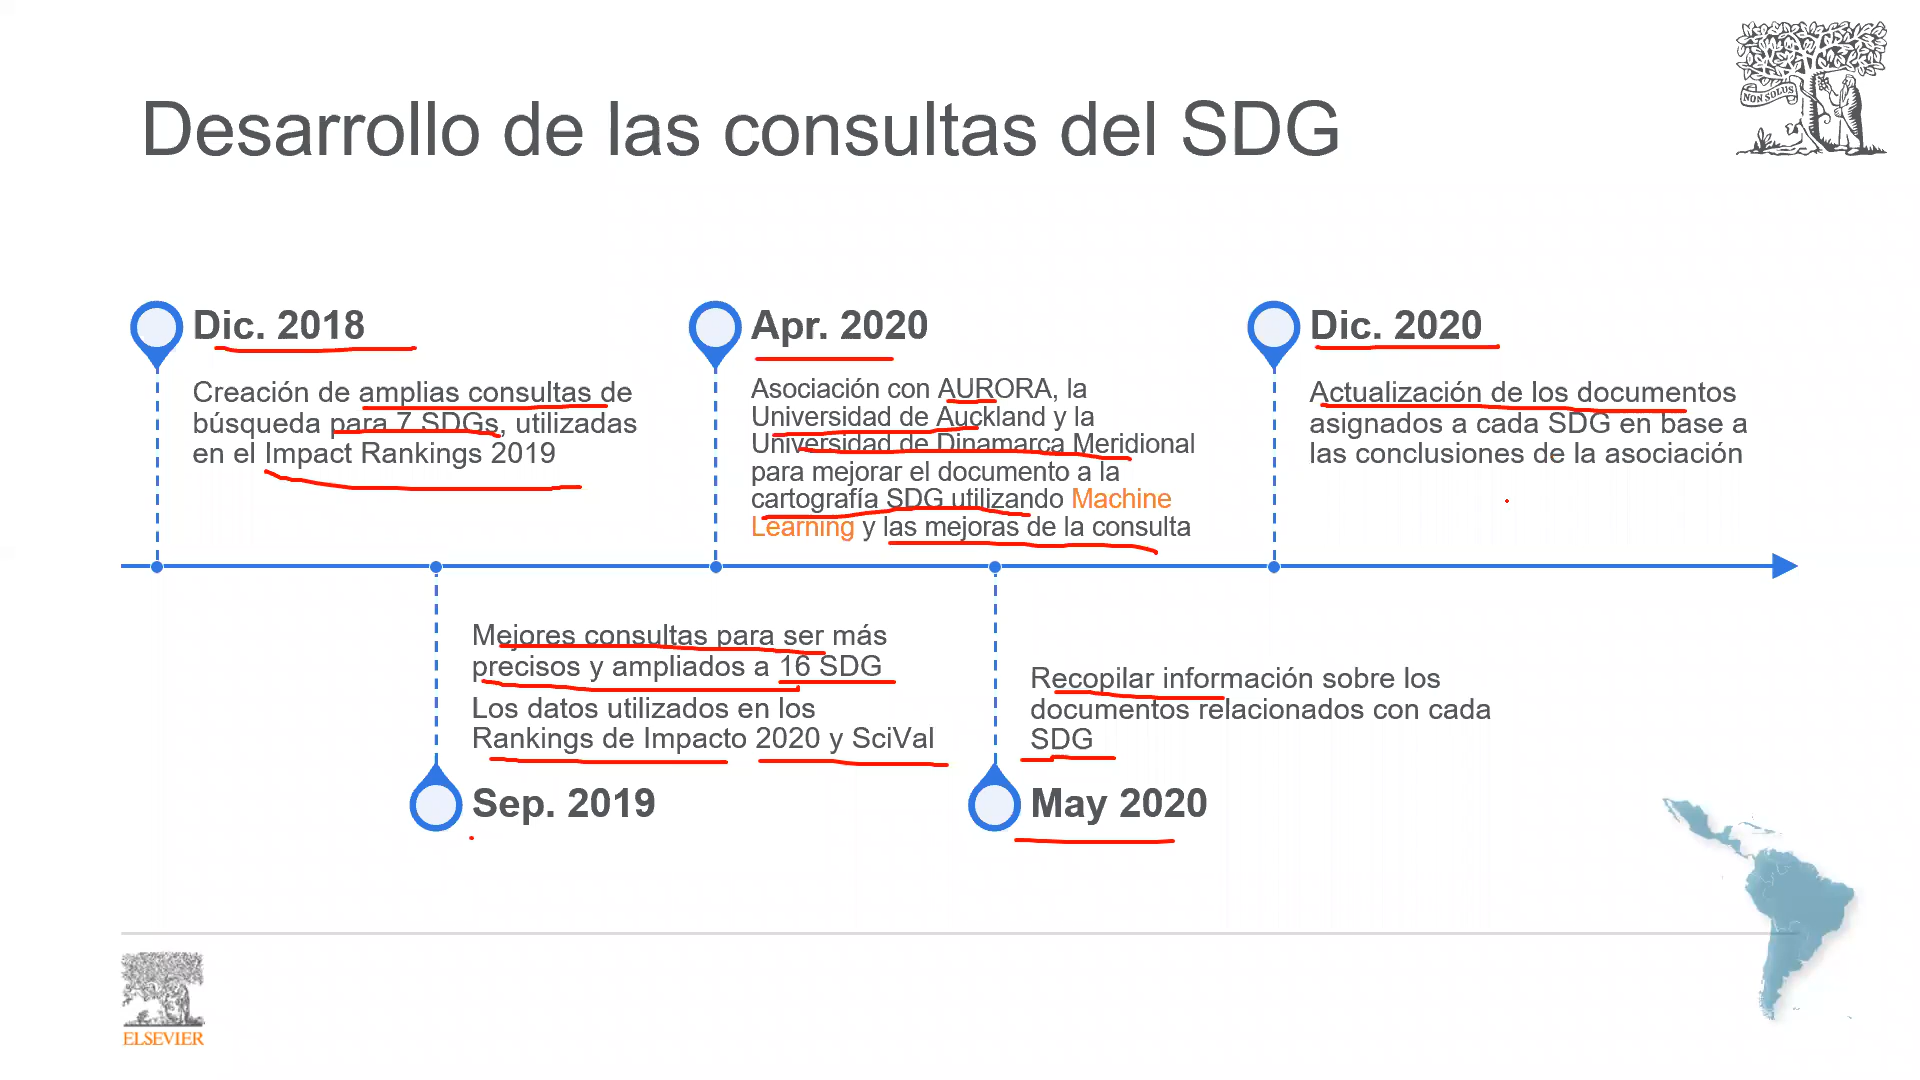 NON SOLUS
Desarrollo de las consultas del SDG
Dic. 2018
Creación de amplias consultas de
búsqueda para 7 SDGs, utilizadas
en el Impact Rankings 2019
Mejores consultas para ser más
precisos y ampliados a 16 SDG
Los datos utilizados en los
Rankings de Impacto 2020 y SciVal
Sep. 2019
Apr. 2020
Asociación con AURORA, la
Universidad de Auckland y la
Universidad de Dinamarca Meridional
para mejorar el documento a la
cartografía SDG utilizando Machine
Learning y las mejoras de la consulta
Recopilar información sobre los
documentos relacionados con cada
SDG
May 2020
Dic. 2020
Actualización de los documentos
asignados a cada SDG en base a
las conclusiones de la asociación
ELSEVIER